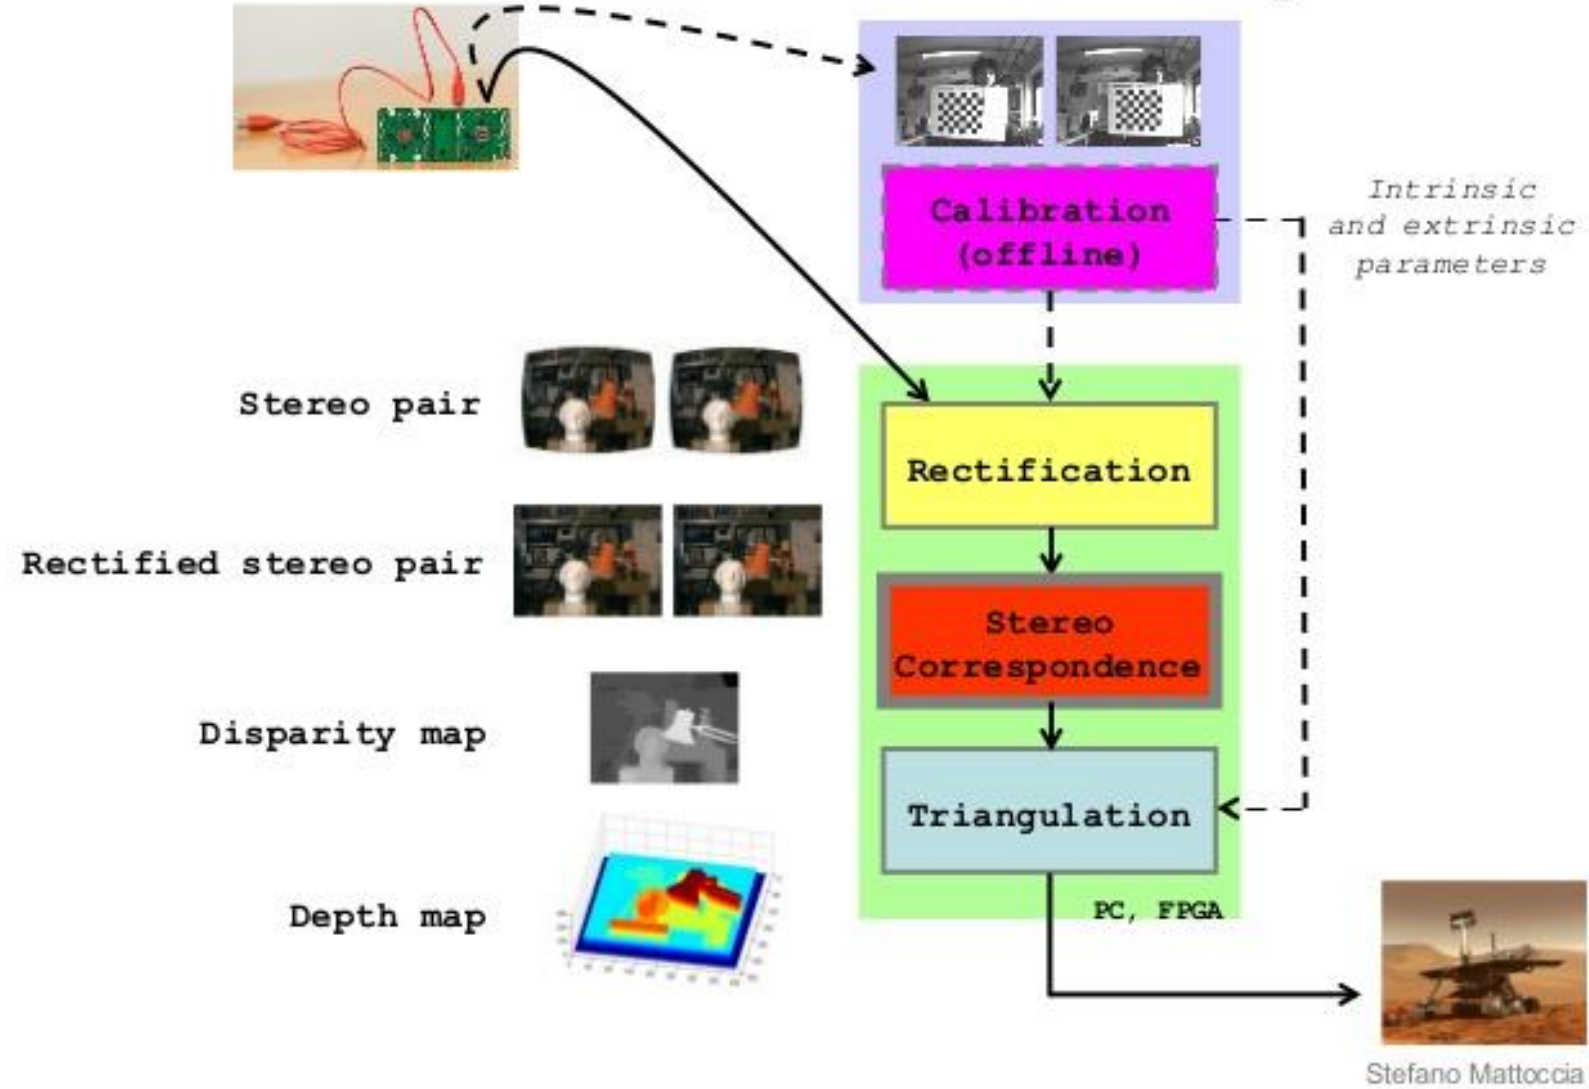 Calibration
(offline)
Intrinsic
and extrinsic
parameters
Stereo pair
Rectification
Rectified stereo pair
Stereo
Correspondence
Disparity map
Triangulation
Depth map
PC, FPGA
Stefano Mattoccia